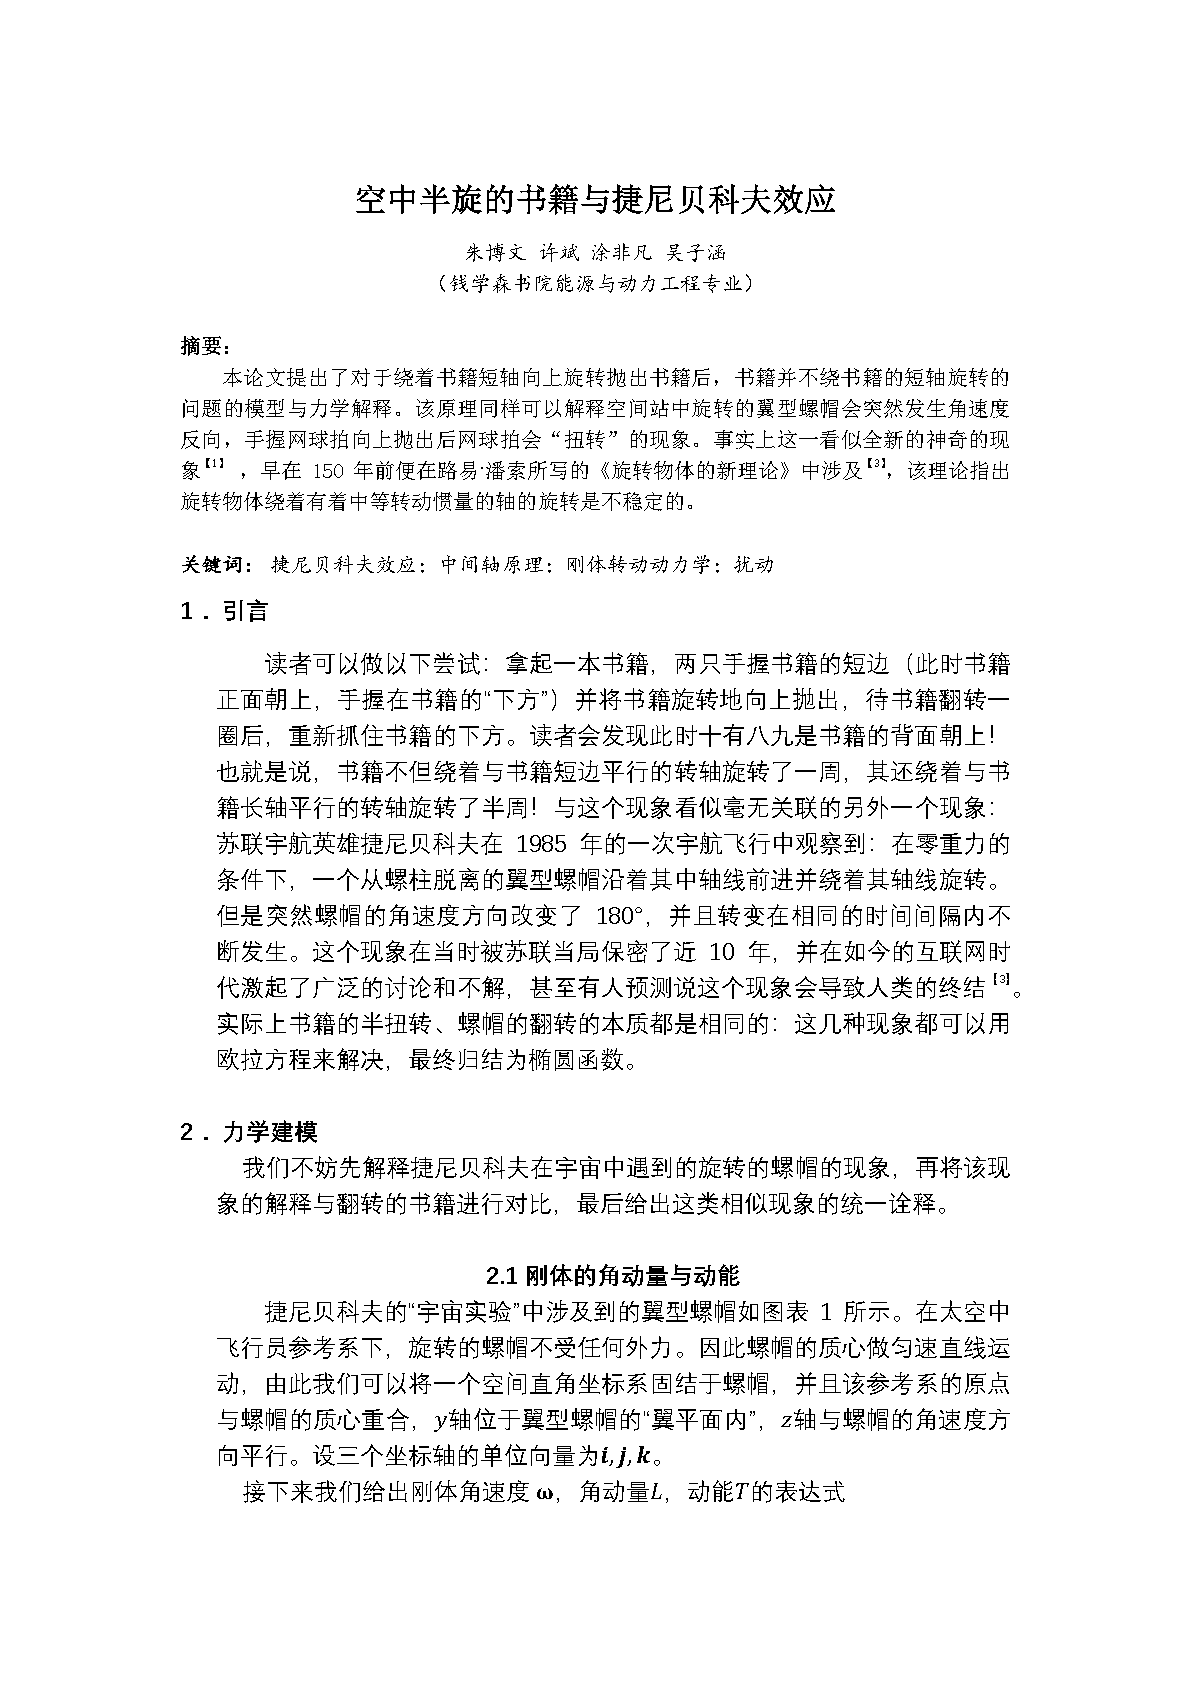 空中半旋的书籍与捷尼贝科夫效应
朱博文 许斌 涂非凡 吴子涵
（钱学森书院能源与动力工程专业）
摘要：
本论文提出了对于绕着书籍短轴向上旋转抛出书籍后，书籍并不绕书籍的短轴旋转的
问题的模型与力学解释。该原理同样可以解释空间站中旋转的翼型螺帽会突然发生角速度
反向，手握网球拍向上抛出后网球拍会“扭转”的现象。事实上这一看似全新的神奇的现
象【1】 ，早在 150 年前便在路易·潘索所写的《旋转物体的新理论》中涉及【3】，该理论指出
旋转物体绕着有着中等转动惯量的轴的旋转是不稳定的。
关键词： 捷尼贝科夫效应；中间轴原理；刚体转动动力学；扰动
1 ．引言
读者可以做以下尝试：拿起一本书籍，两只手握书籍的短边（此时书籍
正面朝上，手握在书籍的“下方”）并将书籍旋转地向上抛出，待书籍翻转一
圈后，重新抓住书籍的下方。读者会发现此时十有八九是书籍的背面朝上！
也就是说，书籍不但绕着与书籍短边平行的转轴旋转了一周，其还绕着与书
籍长轴平行的转轴旋转了半周！与这个现象看似毫无关联的另外一个现象：
苏联宇航英雄捷尼贝科夫在 1985 年的一次宇航飞行中观察到：在零重力的
条件下，一个从螺柱脱离的翼型螺帽沿着其中轴线前进并绕着其轴线旋转。
但是突然螺帽的角速度方向改变了 180°，并且转变在相同的时间间隔内不
断发生。这个现象在当时被苏联当局保密了近 10 年，并在如今的互联网时
代激起了广泛的讨论和不解，甚至有人预测说这个现象会导致人类的终结【3】。
实际上书籍的半扭转、螺帽的翻转的本质都是相同的：这几种现象都可以用
欧拉方程来解决，最终归结为椭圆函数。
2 ．力学建模
我们不妨先解释捷尼贝科夫在宇宙中遇到的旋转的螺帽的现象，再将该现
象的解释与翻转的书籍进行对比，最后给出这类相似现象的统一诠释。
2.1 刚体的角动量与动能
捷尼贝科夫的“宇宙实验”中涉及到的翼型螺帽如图表 1 所示。在太空中
飞行员参考系下，旋转的螺帽不受任何外力。因此螺帽的质心做匀速直线运
动，由此我们可以将一个空间直角坐标系固结于螺帽，并且该参考系的原点
与螺帽的质心重合，y轴位于翼型螺帽的“翼平面内”，z轴与螺帽的角速度方
向平行。设三个坐标轴的单位向量为i, j, k。
接下来我们给出刚体角速度 ω，角动量L，动能T的表达式